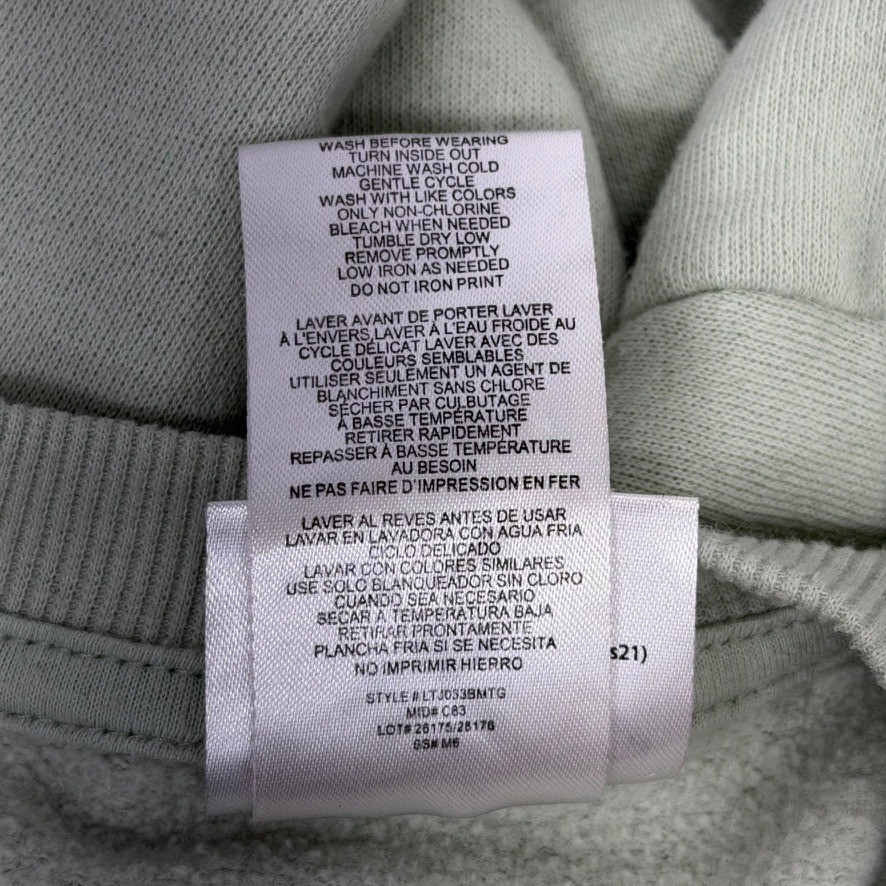 WASH BEFORE WEARING
TURN INSIDE OUT
MACHINE WASH COLD
GENTLE CYCLE
WASH WITH LIKE COLORS
ONLY NON-CHLORINE
BLEACH WHEN NEEDED
TUMBLE DRY LOW
REMOVE PROMPTLY
LOW IRON AS NEEDED
DO NOT IRON PRINT
LAVER AVANT DE PORTER LAVER
À L'ENVERS,LAVER À L'EAU FROIDE AU
CYCLE DÉLICAT LAVER AVEC DES
COULEURS SEMBLABLES
UTILISER SEULEMENT UN AGENT DE
BLANCHIMENT SANS CHLORE
SÉCHER PAR CULBUTAGE
À BASSE TEMPÉRATURE
RETIRER RAPIDEMENT
REPASSER À BASSE TEMPÉRATURE
AU BESOIN
NE PAS FAIRE D'IMPRESSION EN FER
LAVER AL REVES ANTES DE USAR
LAVAR EN LAVADORA CON AGUA FRIA
CICLO DELICADO
LAVAR CON COLORES SIMILARES
USE SOLO BLANQUEADOR SIN CLORO
CUANDO SEA NECESARIO
SECAR A TEMPERATURA BAJA
RETIRAR PRONTAMENTE
PLANCHA FRIA SI SE NECESITA
NO IMPRIMIR HIERRO
s21)
STYLE # LTJ033BMTG
MID# C83
LOT# 26175/26176
SS# M6